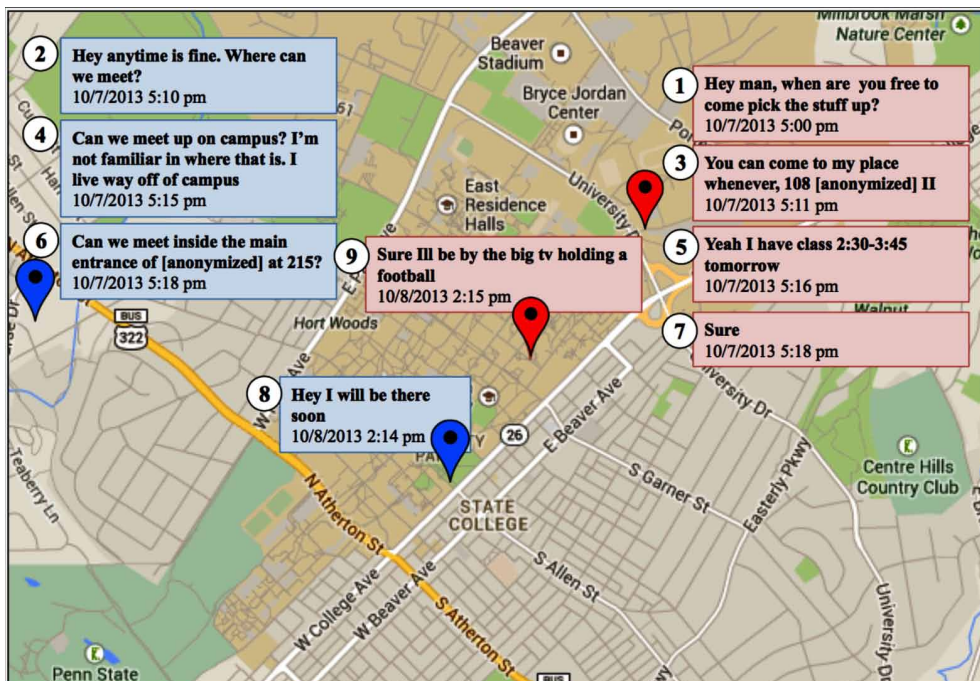 Millbrook Marsh
Nature Center
Beaver
Stadium
Bryce Jordan
Center
2
Hey anytime is fine. Where can
we meet?
10/7/2013 5:10 pm
1
Hey man, when are  you free to
come pick the stuff up?
10/7/2013 5:00 pm
4
Can we meet up on campus? I'm
not familiar in where that is. I
live way off of campus
10/7/2013 5:15 pm
3
You can come to my place
whenever, 108 [anonymized] II
10/7/2013 5:11 pm
East
Residence
Halls
University
6
Can we meet inside the main
entrance of [anonymized] at 215?
10/7/2013 5:18 pm
9
Sure Ill be by the big tv holding a
football
10/8/2013 2:15 pm
5
Yeah I have class 2:30-3:45
tomorrow
10/7/2013 5:16 pm
BUS
322
Hort Woods
Walnut
7
Sure
10/7/2013 5:18 pm
8
Hey I will be there
soon
10/8/2013 2:14 pm
26
E Beaver Ave
University Dr
Easterly Pkwy
S Garner St
Centre Hills
Country Club
Teaberry Ln
N Atherton St
STATE
COLLEGE
S Allen St
W College Ave
W Beaver Ave
S Atherton St
University Dr
Penn State
BUS